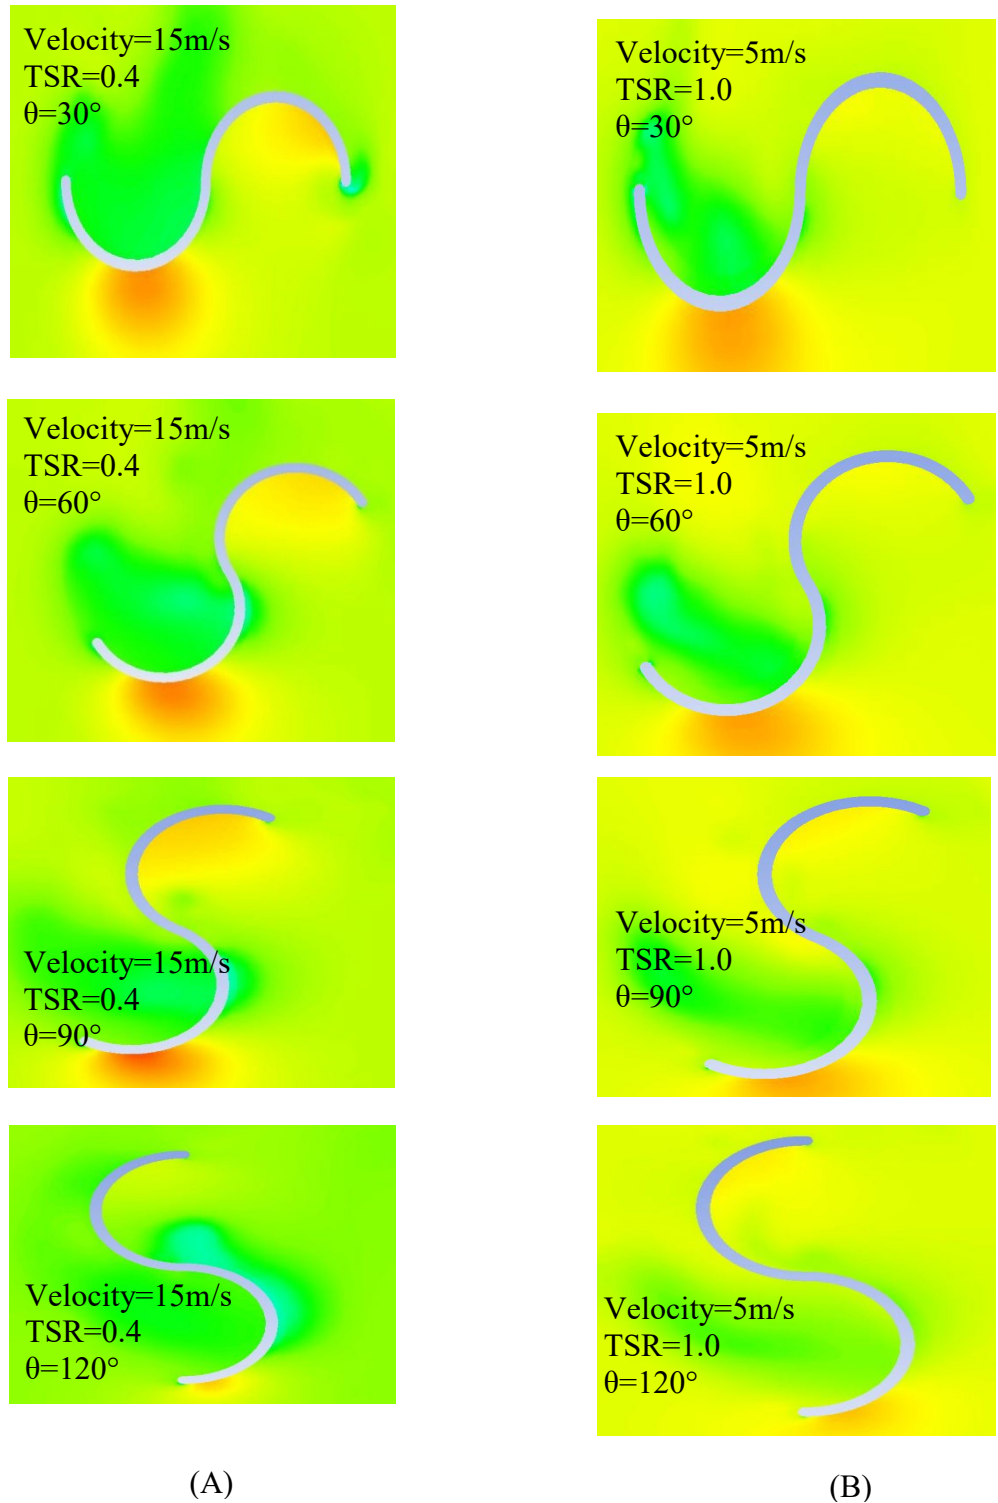 Velocity=15m/s
TSR=0.4
θ=30°
Velocity=5m/s
TSR=1.0
θ=30°
Velocity=15m/s
TSR=0.4
θ=60°
Velocity=5m/s
TSR=1.0
θ=60°
Velocity=15m/s
TSR=0.4
θ=90°
Velocity=5m/s
TSR=1.0
θ=90°
Velocity=15m/s
TSR=0.4
θ=120°
Velocity=5m/s
TSR=1.0
θ=120°
(A)
(B)